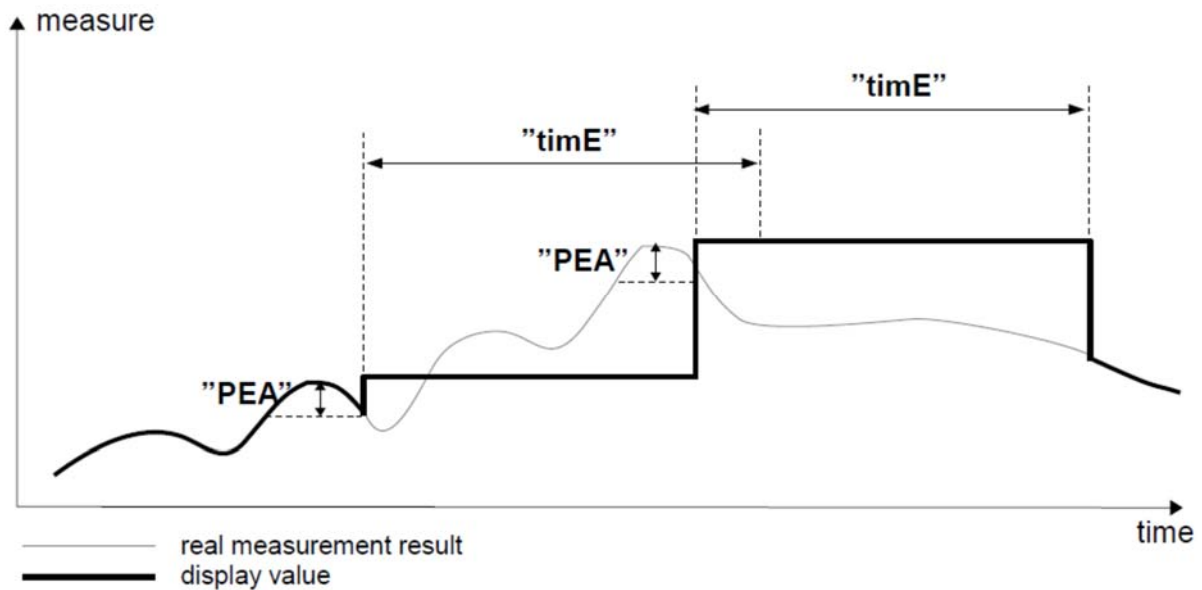 measure
”timE”
”timE”
”PEA”
”PEA”
time
real measurement result
display value